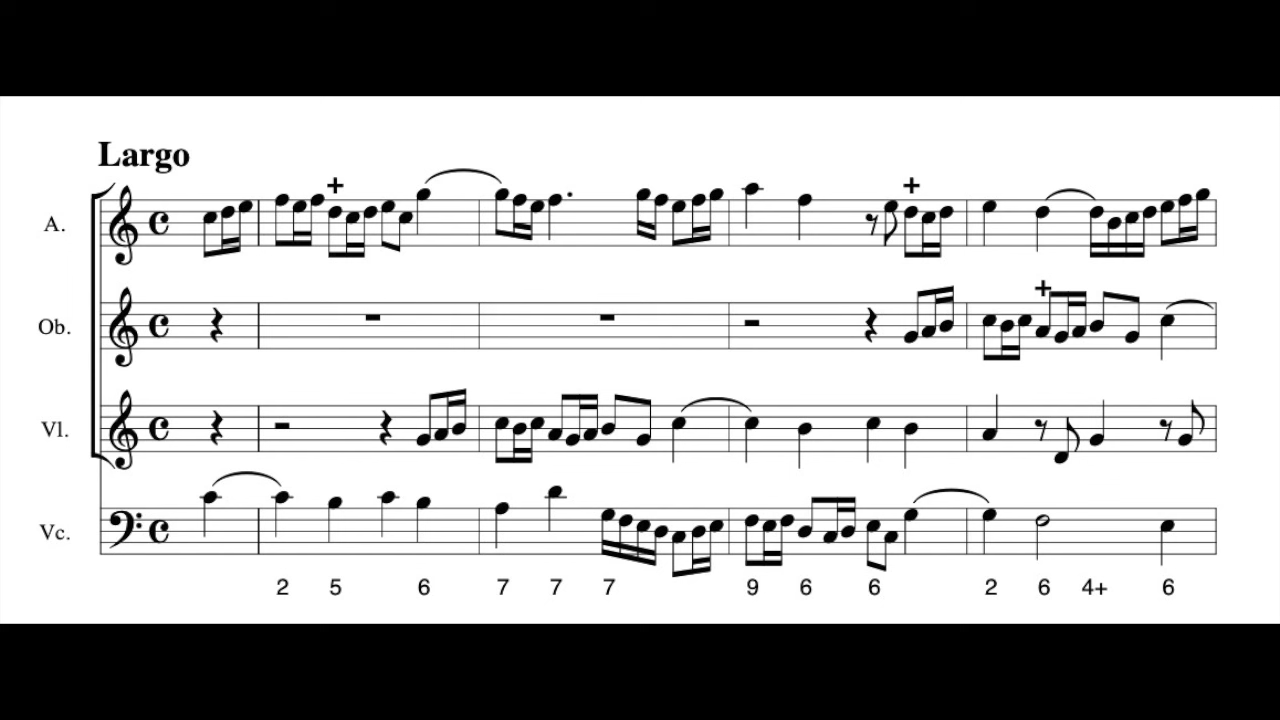 Largo
+ +
A.
+
Ob.
Vl.
Vc.
2 5 6 7 7 7 9 6 6 2 6 4+ 6